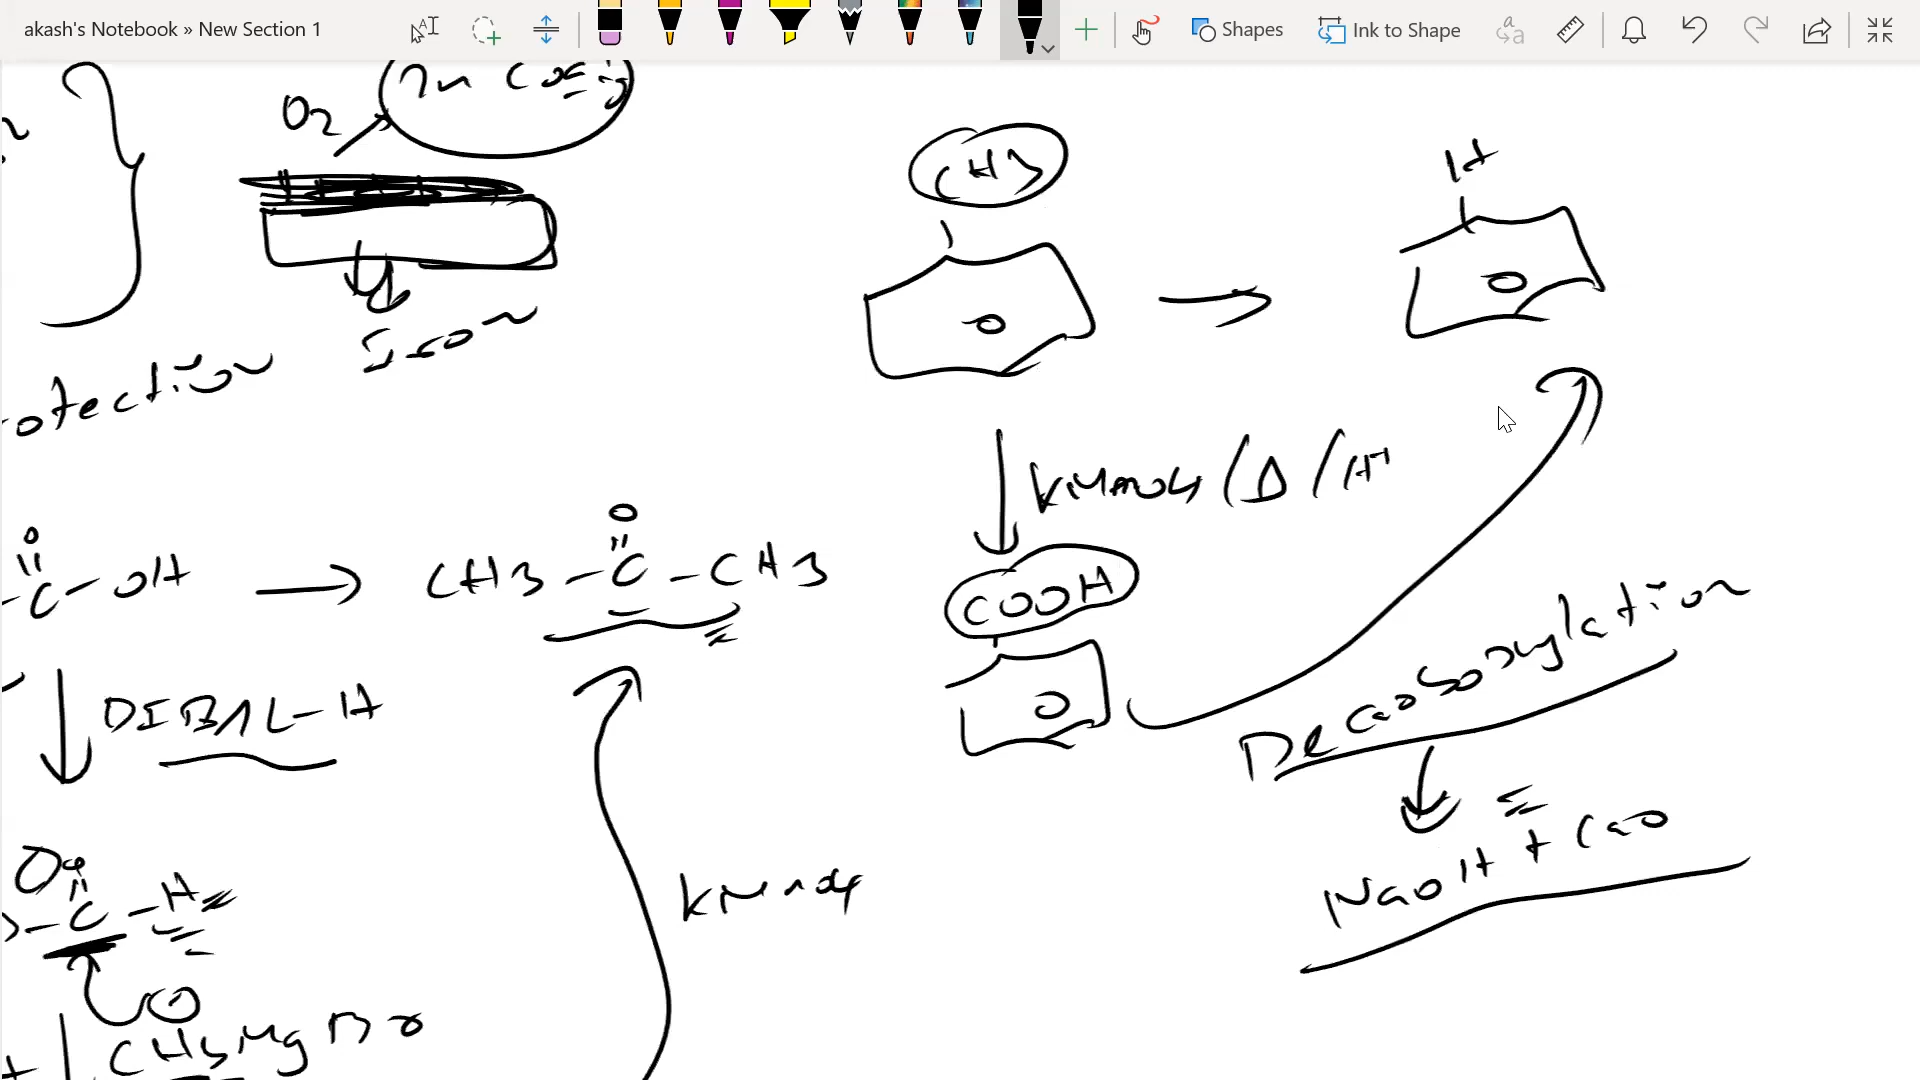 akash's Notebook » New Section 1
Shapes
Ink to Shape
O2
CH3
H
Ison
otection
KMnO4/Δ/H+
O
C-OH → CH3-C-CH3
O
COOH
DIBAL-H
Decarboxylation
NaOH + CaO
O
C-H
KMnO4
CH3MgBr